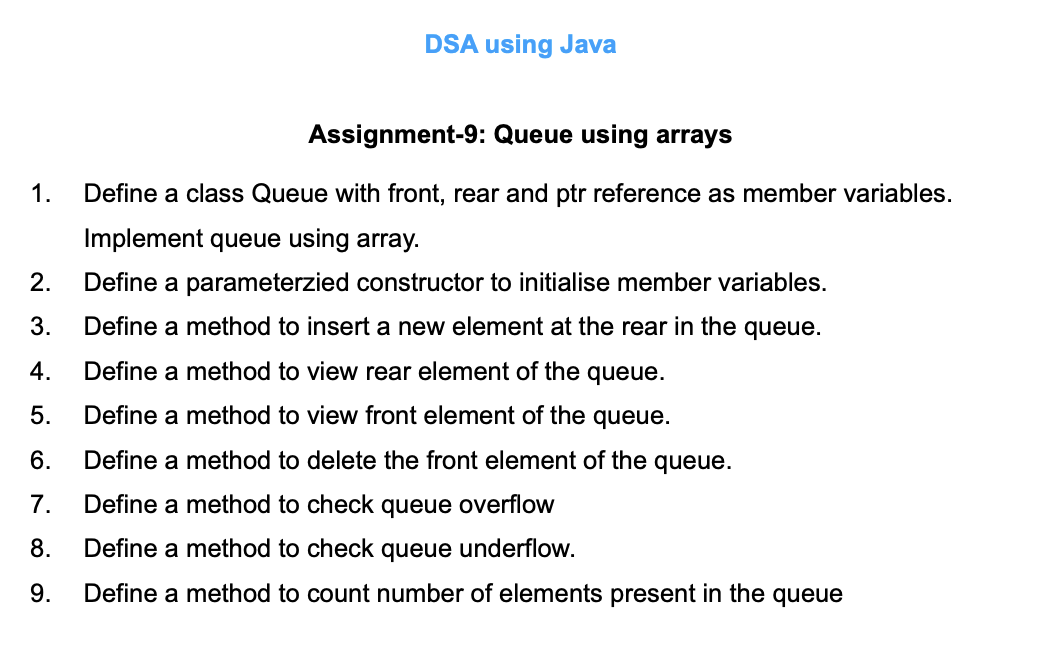 DSA using Java
Assignment-9: Queue using arrays
1. Define a class Queue with front, rear and ptr reference as member variables.
Implement queue using array.
2. Define a parameterzied constructor to initialise member variables.
3. Define a method to insert a new element at the rear in the queue.
4. Define a method to view rear element of the queue.
5. Define a method to view front element of the queue.
6. Define a method to delete the front element of the queue.
7. Define a method to check queue overflow
8. Define a method to check queue underflow.
9. Define a method to count number of elements present in the queue